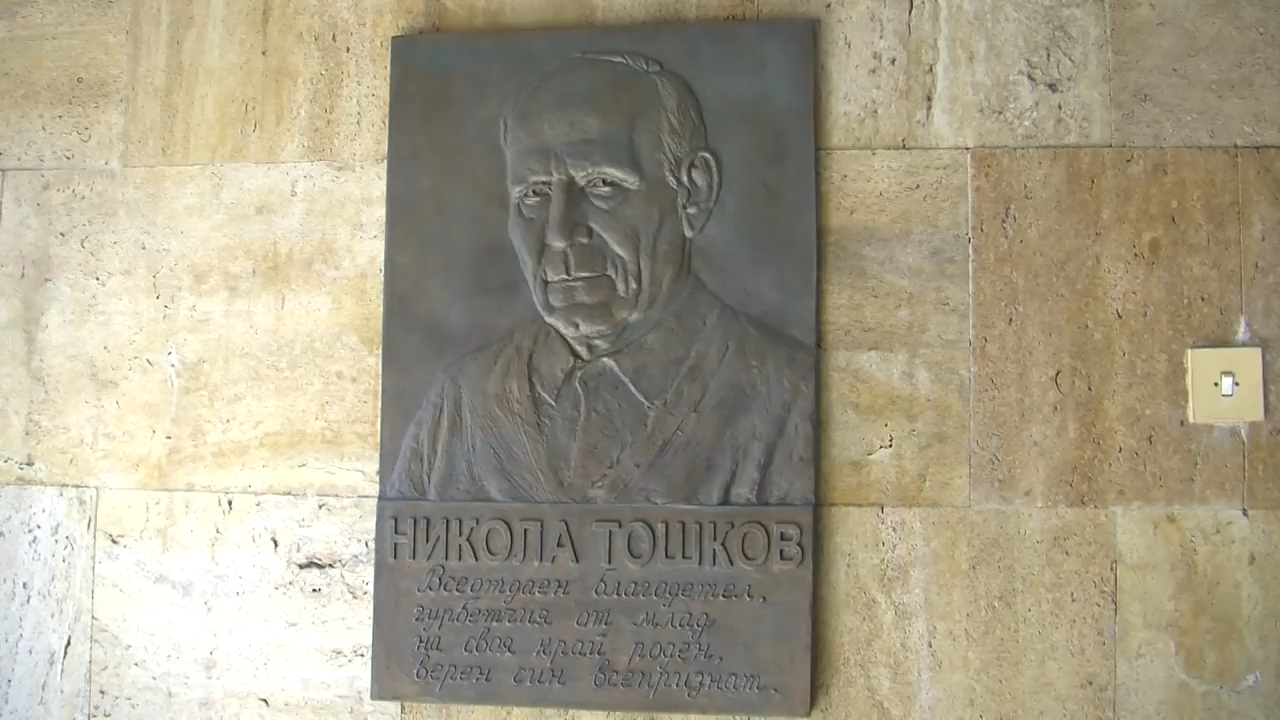 НИКОЛА ТОШКОВ
Всеотдаен благодетел,
гурбетчия от млад,
на своя край роден,
верен син всепризнат.